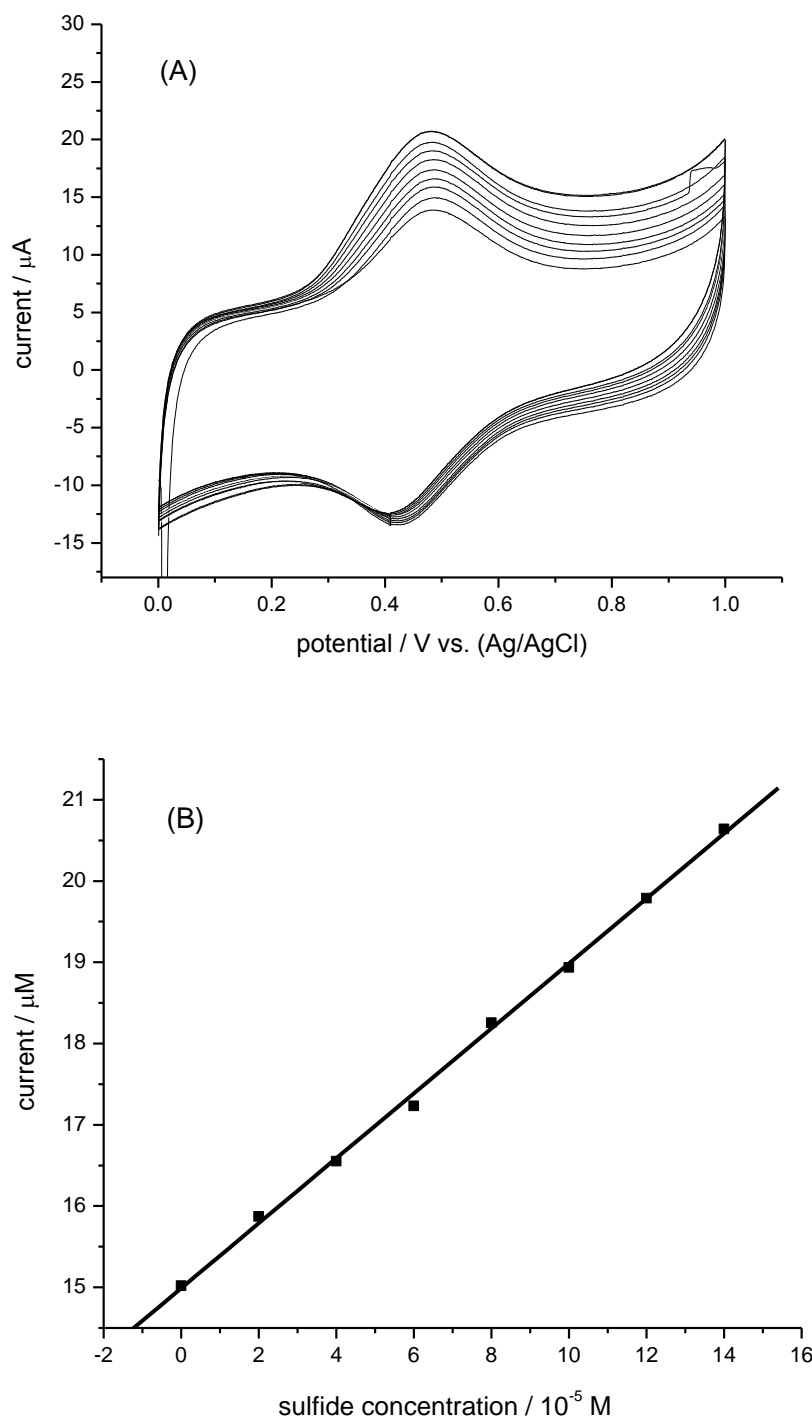 (A)
30
25
20
15
10
5
0
-5
-10
-15
current / μA
0.0 0.2 0.4 0.6 0.8 1.0
potential / V vs. (Ag/AgCl)
(B)
21
20
19
18
17
16
15
current / μM
-2 0 2 4 6 8 10 12 14 16
sulfide concentration / 10⁻⁵ M